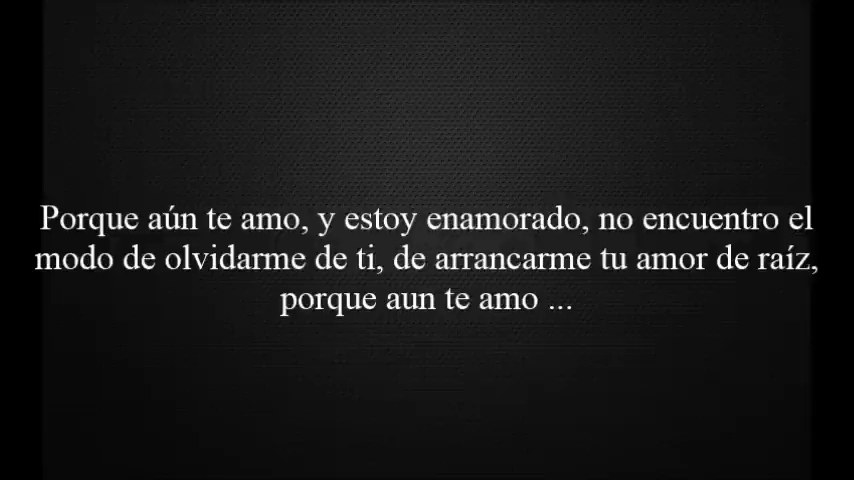 Porque aún te amo, y estoy enamorado, no encuentro el
modo de olvidarme de ti, de arrancarme tu amor de raíz,
porque aun te amo ...